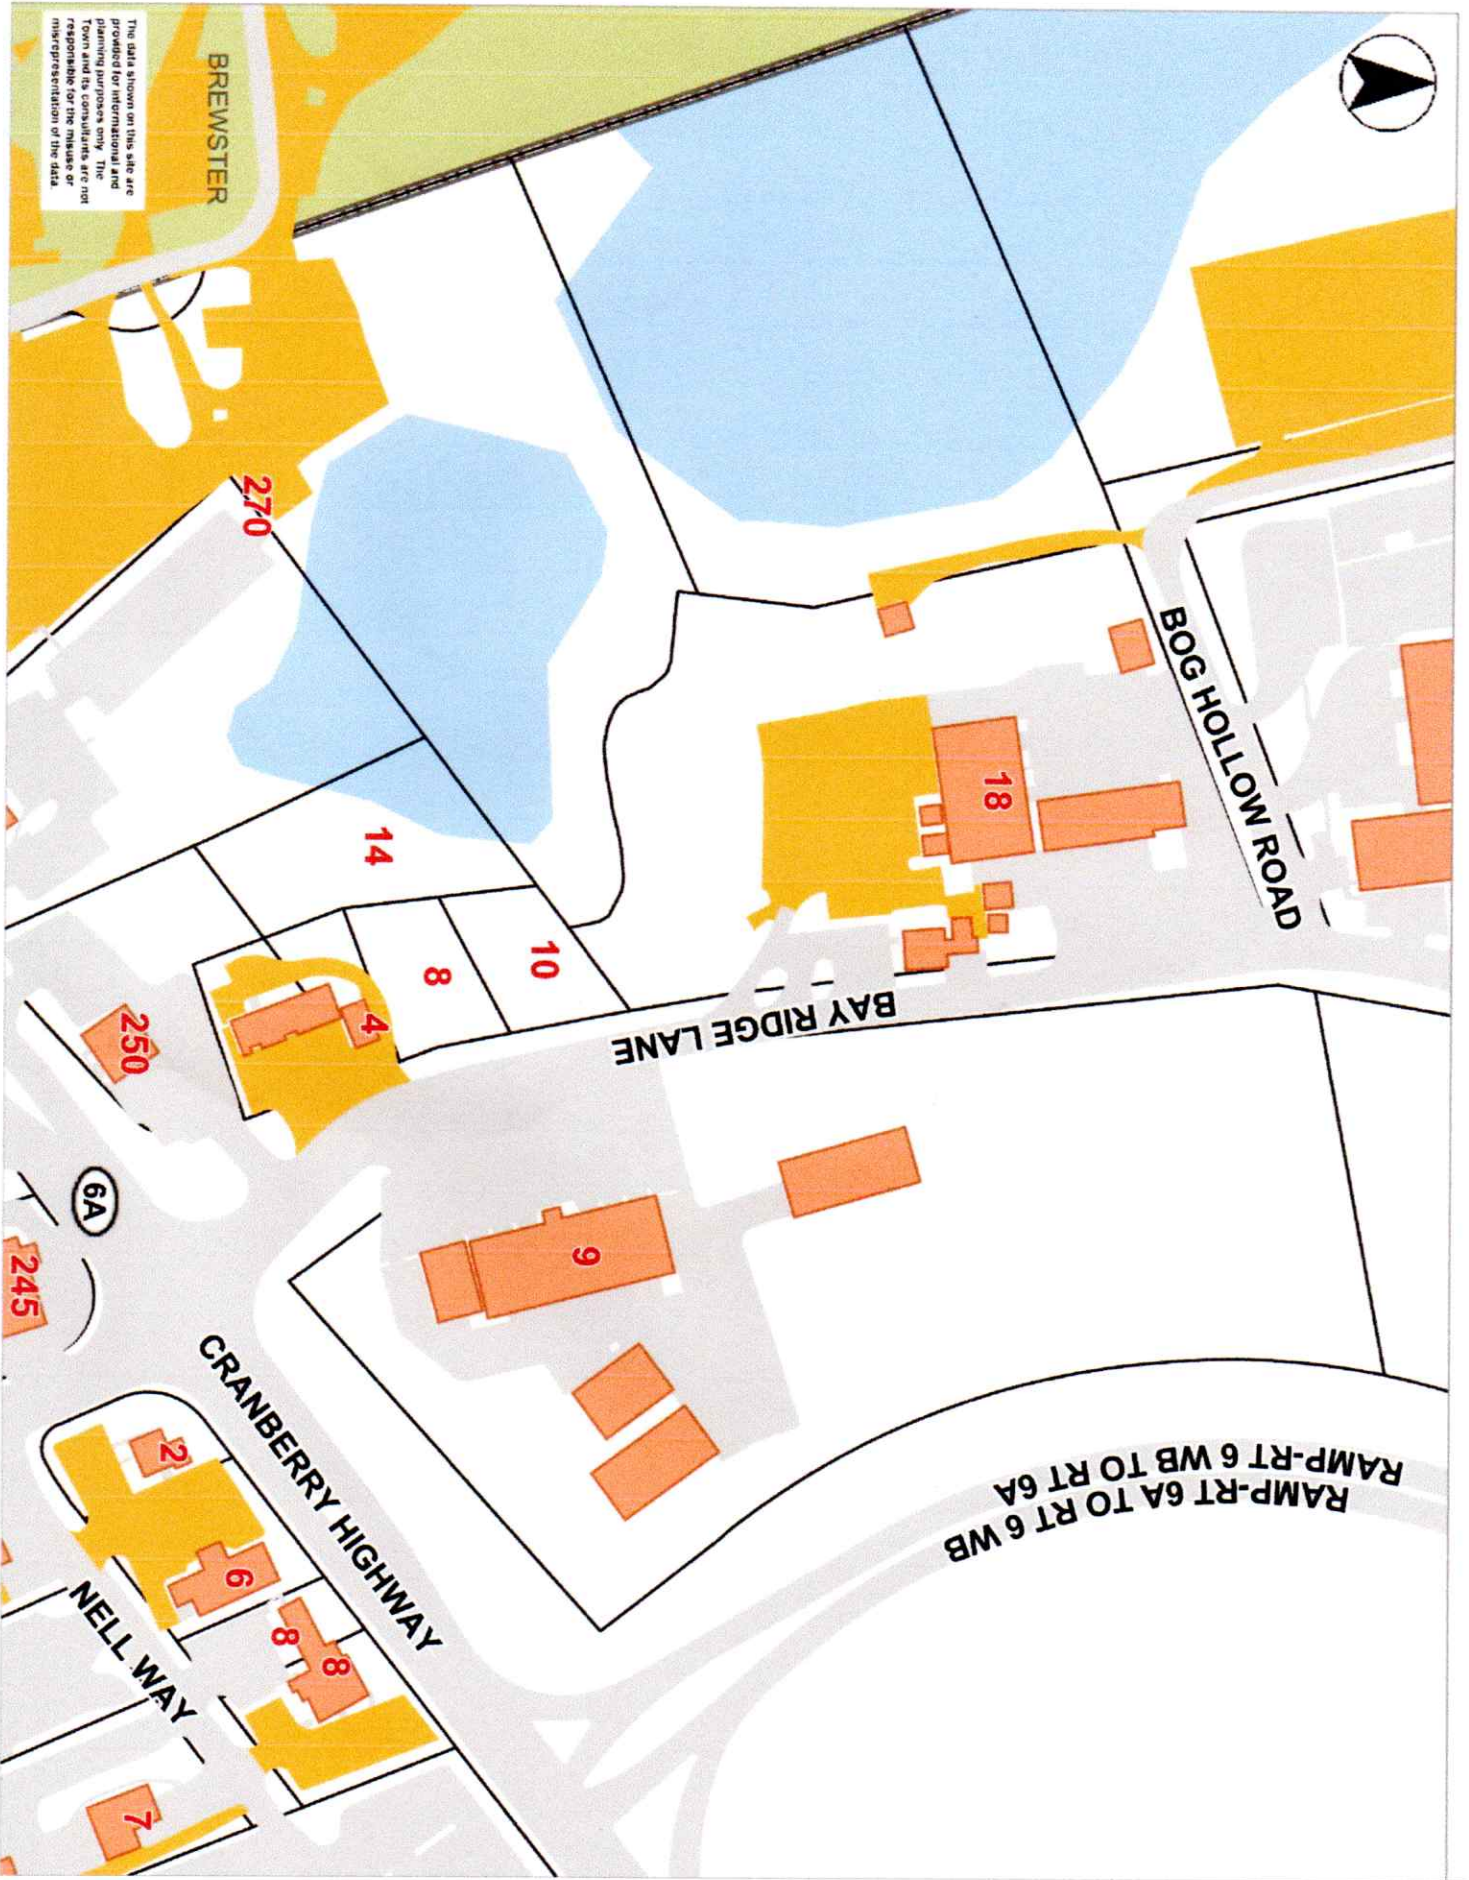 The data shown on this site are
provided for informational and
planning purposes only. The
Town and its consultants are not
responsible for the misuse or
misrepresentation of the data.
BREWSTER
270
14
10
8
4
250
18
BOG HOLLOW ROAD
BAY RIDGE LANE
9
6A
245
CRANBERRY HIGHWAY
RAMP-RT 6 WB TO RT 6A
RAMP-RT 6A TO RT 6 WB
2
6
8
8
NELL WAY
7